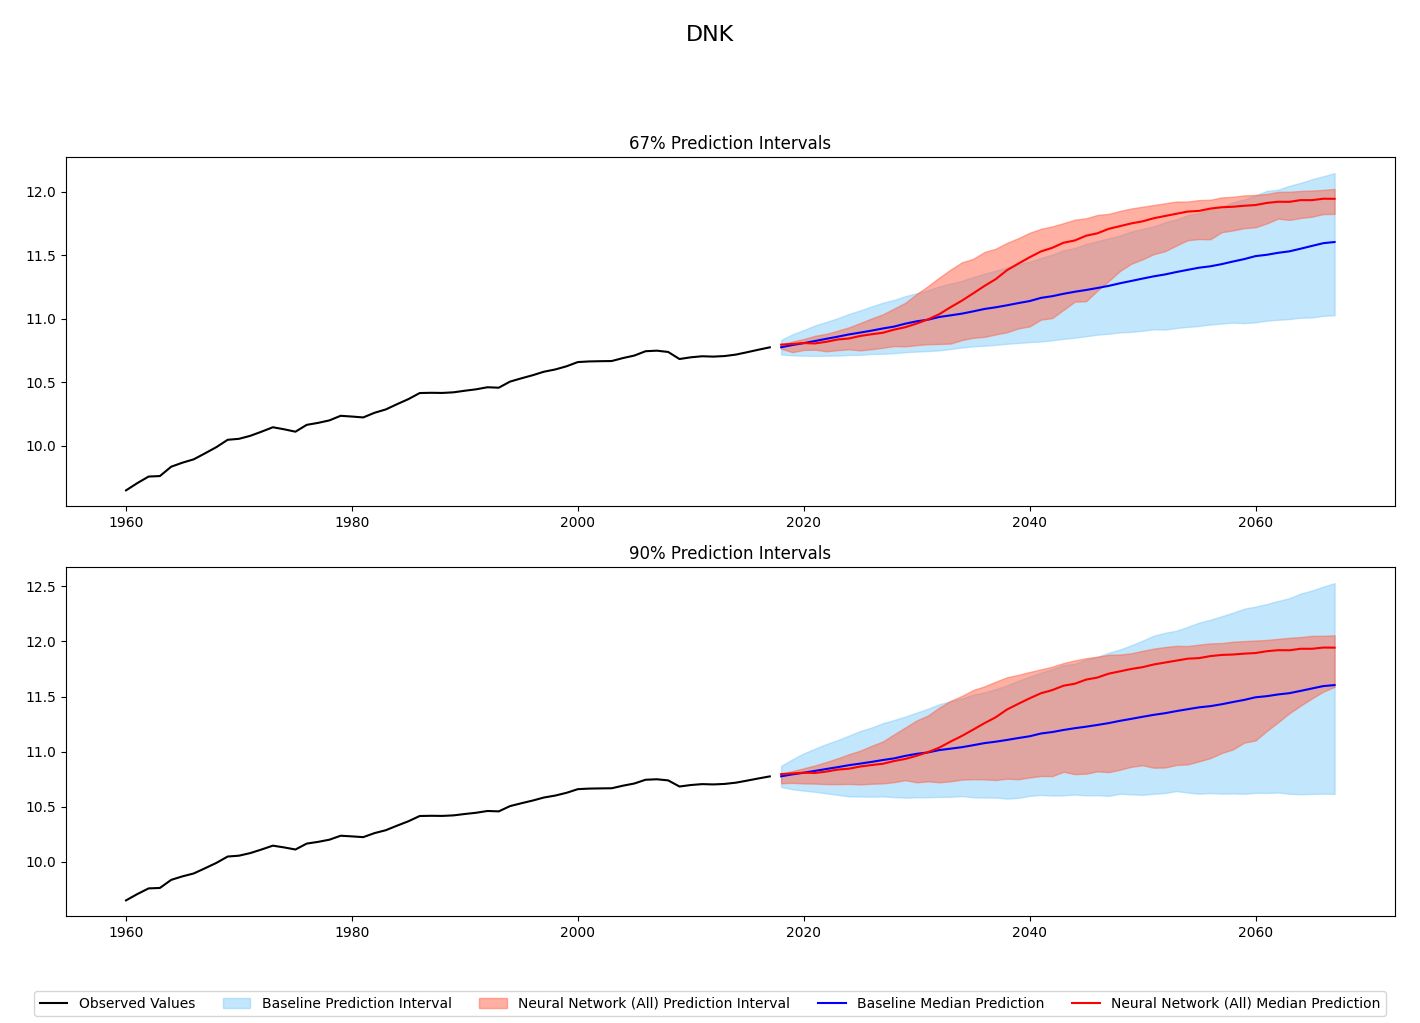 DNK
67% Prediction Intervals
12.0
11.5
11.0
10.5
10.0
1960 1980 2000 2020 2040 2060
90% Prediction Intervals
12.5
12.0
11.5
11.0
10.5
10.0
1960 1980 2000 2020 2040 2060
Observed Values Baseline Prediction Interval Neural Network (All) Prediction Interval Baseline Median Prediction Neural Network (All) Median Prediction